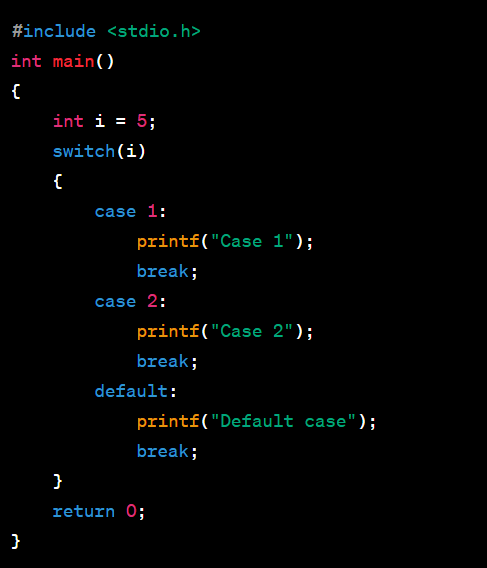 #include <stdio.h>
int main()
{
    int i = 5;
    switch(i)
    {
        case 1:
            printf("Case 1");
            break;
        case 2:
            printf("Case 2");
            break;
        default:
            printf("Default case");
            break;
    }
    return 0;
}